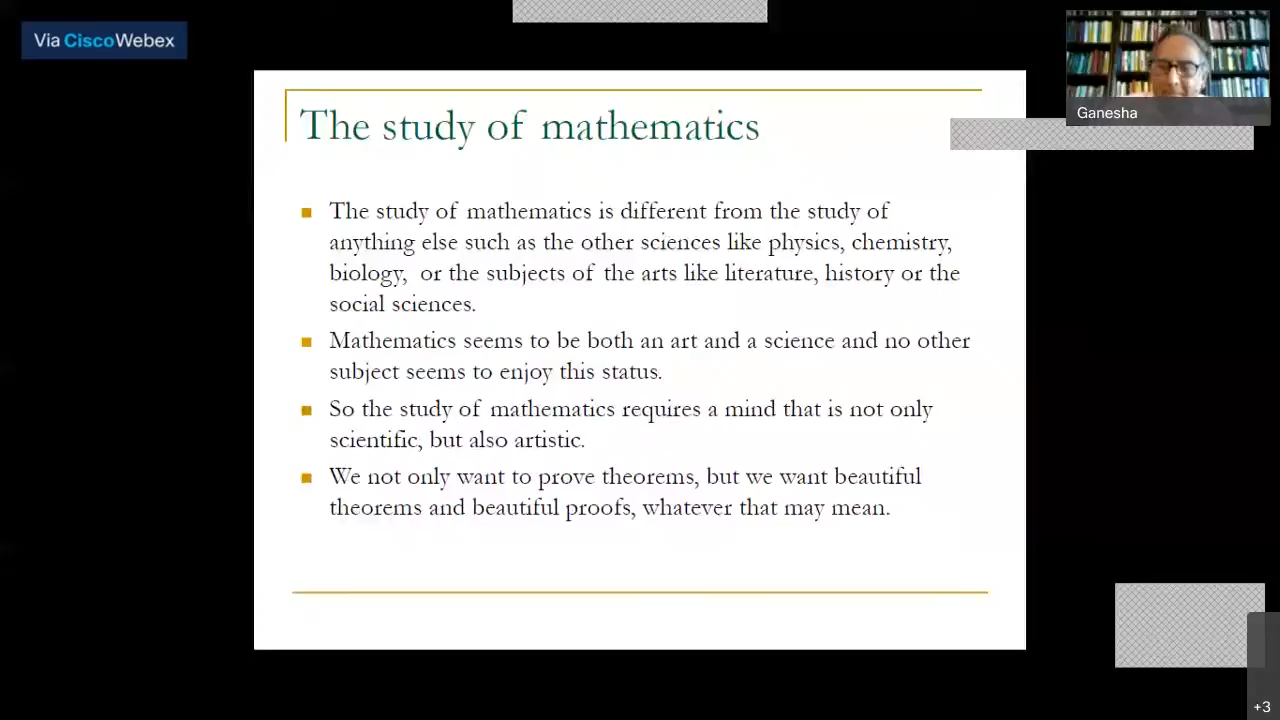 Via CiscoWebex
Ganesha
The study of mathematics
The study of mathematics is different from the study of
anything else such as the other sciences like physics, chemistry,
biology, or the subjects of the arts like literature, history or the
social sciences.
Mathematics seems to be both an art and a science and no other
subject seems to enjoy this status.
So the study of mathematics requires a mind that is not only
scientific, but also artistic.
We not only want to prove theorems, but we want beautiful
theorems and beautiful proofs, whatever that may mean.
+3